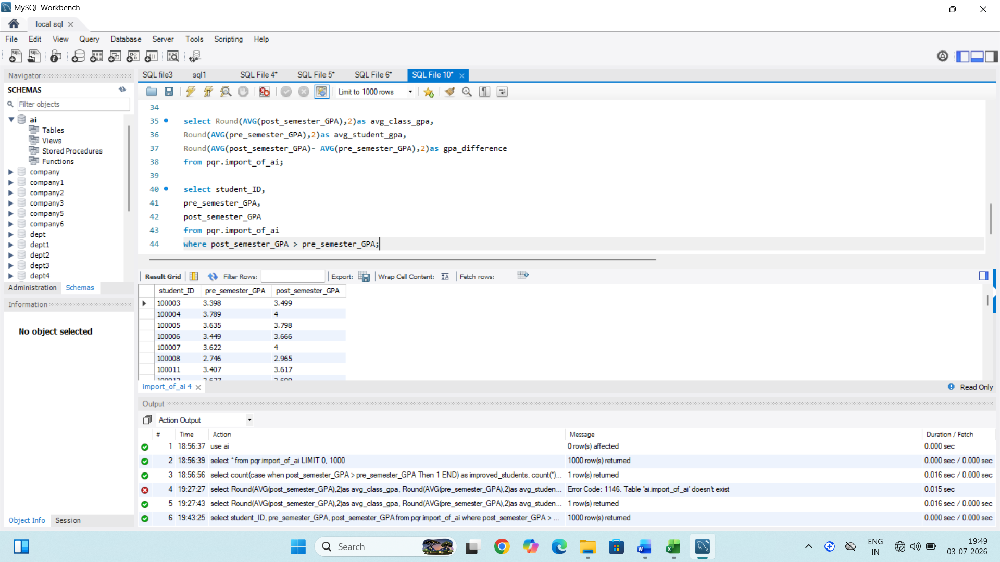 MySQL Workbench
local sql
File Edit View Query Database Server Tools Scripting Help
Navigator
SCHEMAS
Filter objects
ai
Tables
Views
Stored Procedures
Functions
company
company1
company2
company3
company5
company6
dept
dept1
dept2
dept3
dept4
Administration Schemas
Information
No object selected
Object Info Session
SQL file3 sql1 SQL File 4* SQL File 5* SQL File 6* SQL File 10*
Limit to 1000 rows
34
35 select Round(AVG(post_semester_GPA),2)as avg_class_gpa,
36 Round(AVG(pre_semester_GPA),2)as avg_student_gpa,
37 Round(AVG(post_semester_GPA)- AVG(pre_semester_GPA),2)as gpa_difference
38 from pqr.import_of_ai;
39
40 select student_ID,
41 pre_semester_GPA,
42 post_semester_GPA
43 from pqr.import_of_ai
44 where post_semester_GPA > pre_semester_GPA;
Result Grid Filter Rows: Export: Wrap Cell Content: Fetch rows:
student_ID pre_semester_GPA post_semester_GPA
100003 3.398 3.499
100004 3.789 4
100005 3.635 3.798
100006 3.449 3.666
100007 3.622 4
100008 2.746 2.965
100011 3.407 3.617
import_of_ai 4
Read Only
Output
Action Output
# Time Action Message Duration / Fetch
1 18:56:37 use ai 0 row(s) affected 0.000 sec
2 18:56:39 select * from pqr.import_of_ai LIMIT 0, 1000 1000 row(s) returned 0.000 sec / 0.000 sec
3 18:56:56 select count(case when post_semester_GPA > pre_semester_GPA Then 1 END) as improved_students, count(*)... 1 row(s) returned 0.016 sec / 0.000 sec
4 19:27:27 select Round(AVG(post_semester_GPA),2)as avg_class_gpa, Round(AVG(pre_semester_GPA),2)as avg_studen... Error Code: 1146. Table 'ai.import_of_ai' doesn't exist 0.015 sec
5 19:27:43 select Round(AVG(post_semester_GPA),2)as avg_class_gpa, Round(AVG(pre_semester_GPA),2)as avg_studen... 1 row(s) returned 0.016 sec / 0.000 sec
6 19:43:25 select student_ID, pre_semester_GPA, post_semester_GPA from pqr.import_of_ai where post_semester_GPA > ... 1000 row(s) returned 0.000 sec / 0.000 sec
Search
ENG
IN
19:49
03-07-2026